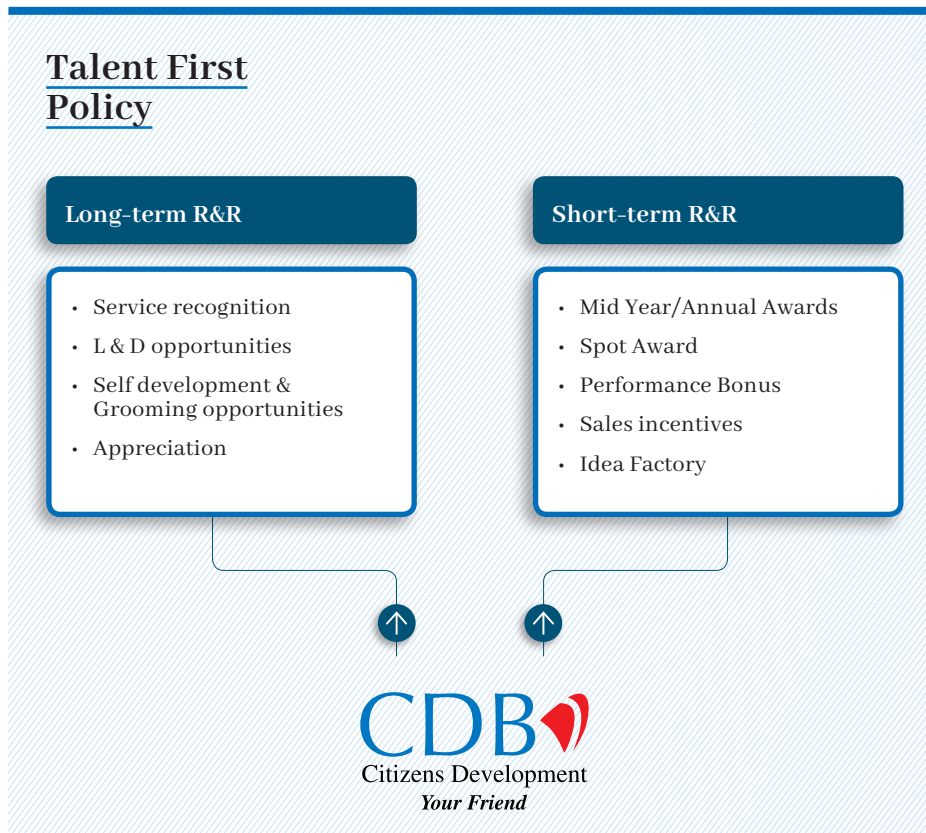 Talent First
Policy
Long-term R&R
• Service recognition
• L & D opportunities
• Self development &
Grooming opportunities
• Appreciation
Short-term R&R
• Mid Year/Annual Awards
• Spot Award
• Performance Bonus
• Sales incentives
• Idea Factory
CDB
Citizens Development
Your Friend